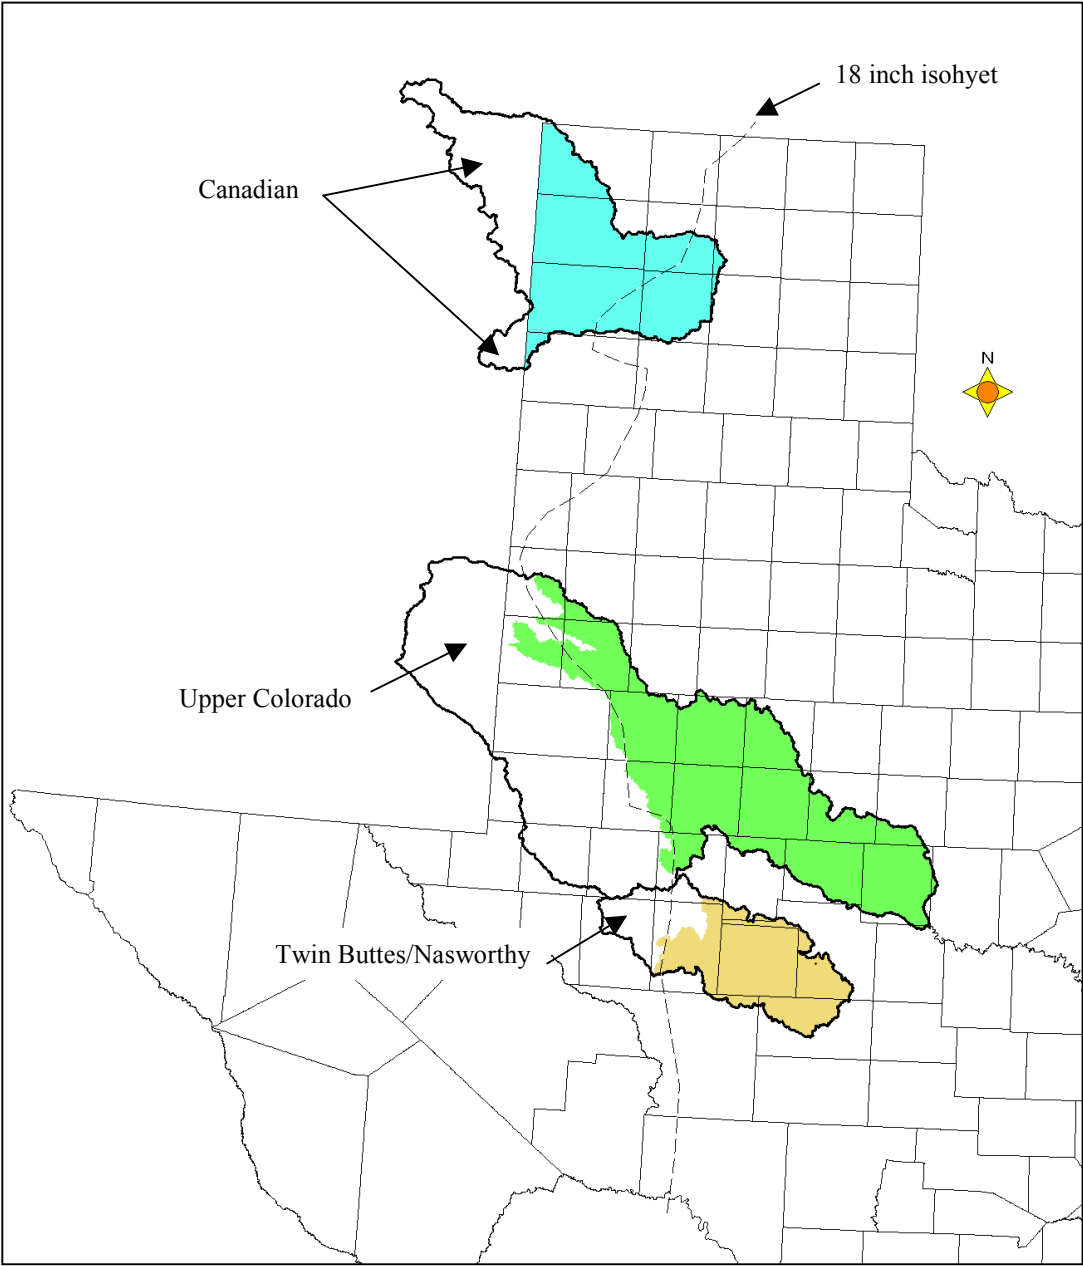 18 inch isohyet
Canadian
N
Upper Colorado
Twin Buttes/Nasworthy